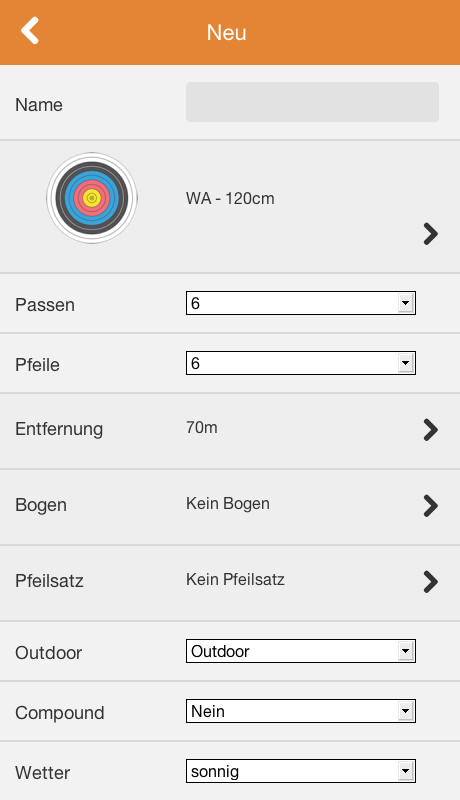 Neu
Name
WA - 120cm
Passen 6
Pfeile 6
Entfernung 70m
Bogen Kein Bogen
Pfeilsatz Kein Pfeilsatz
Outdoor Outdoor
Compound Nein
Wetter sonnig